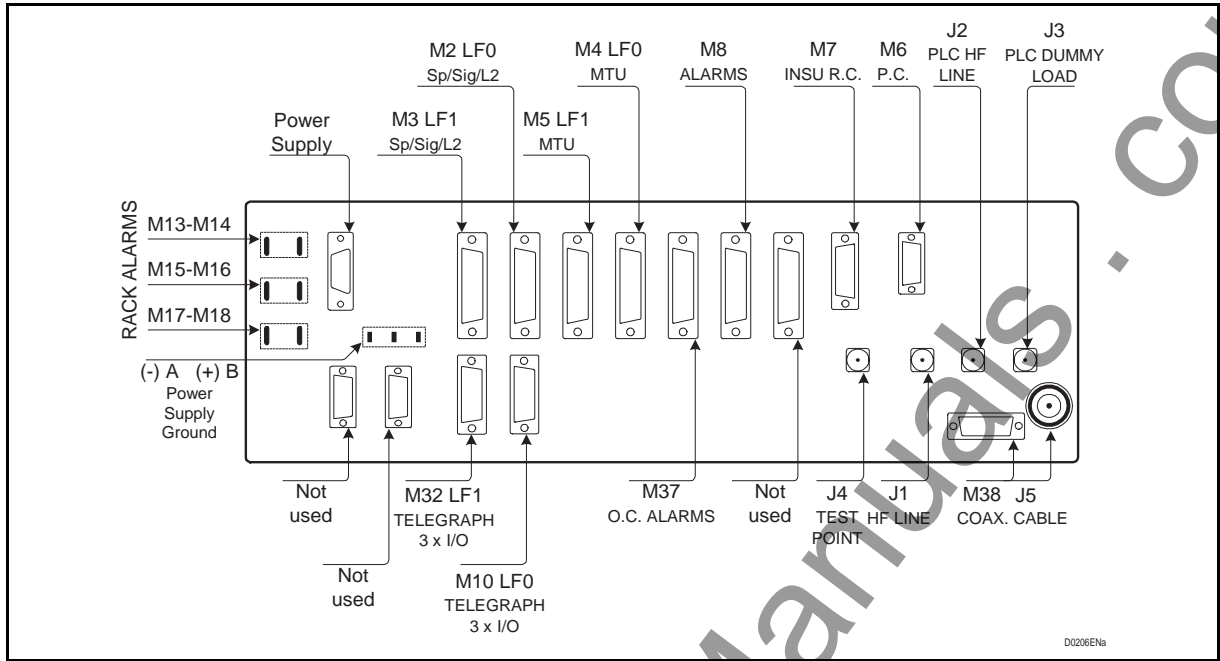 J2
PLC HF
LINE
J3
PLC DUMMY
LOAD
M2 LF0
Sp/Sig/L2
M4 LF0
MTU
M8
ALARMS
M7
INSU R.C.
M6
P.C.
Power
Supply
M3 LF1
Sp/Sig/L2
M5 LF1
MTU
RACK ALARMS
M13-M14
M15-M16
M17-M18
(-) A (+) B
Power
Supply
Ground
Not
used
M32 LF1
TELEGRAPH
3 x I/O
M37
O.C. ALARMS
Not
used
J4
TEST
POINT
J1
HF LINE
M38 J5
COAX. CABLE
Not
used
M10 LF0
TELEGRAPH
3 x I/O
D0206ENa
Manuals . co